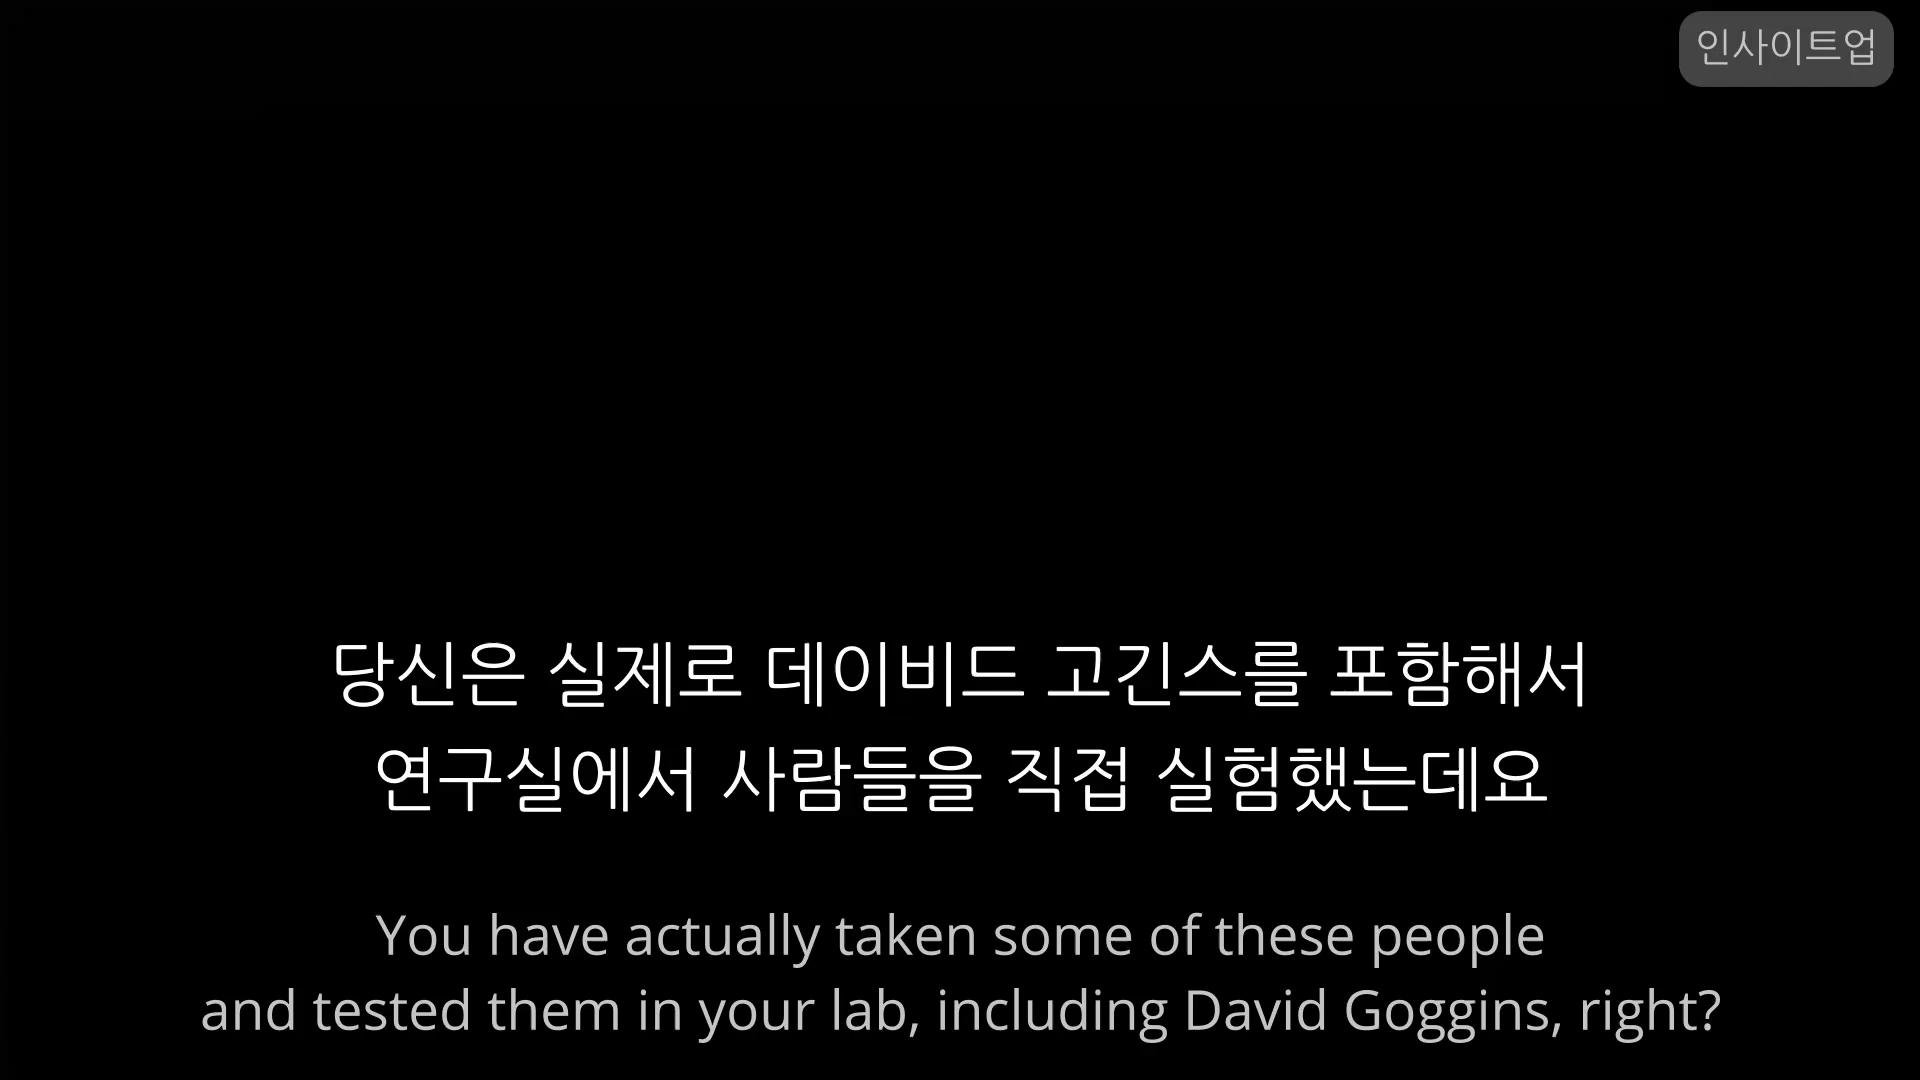 인사이트업
당신은 실제로 데이비드 고긴스를 포함해서
연구실에서 사람들을 직접 실험했는데요
You have actually taken some of these people
and tested them in your lab, including David Goggins, right?